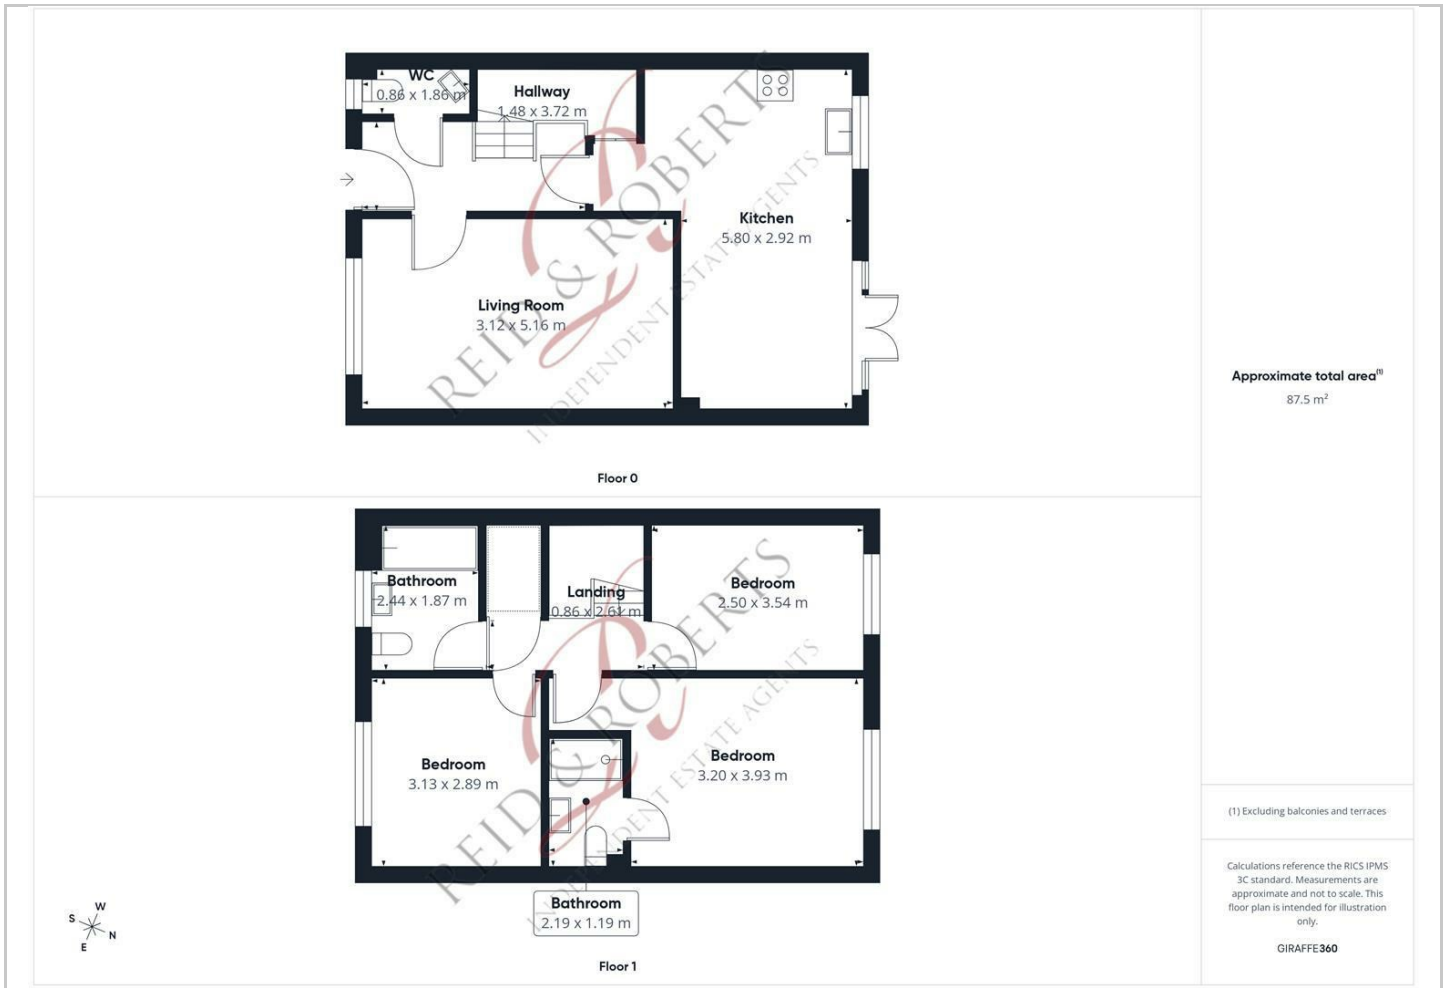 WC
0.86 x 1.86 m
Hallway
1.48 x 3.72 m
Kitchen
5.80 x 2.92 m
Living Room
3.12 x 5.16 m
REID & ROBERTS
INDEPENDENT ESTATE AGENTS
Floor 0
Approximate total area(1)
87.5 m²
Bathroom
2.44 x 1.87 m
Landing
0.86 x 2.61 m
Bedroom
2.50 x 3.54 m
Bedroom
3.13 x 2.89 m
Bedroom
3.20 x 3.93 m
Bathroom
2.19 x 1.19 m
REID & ROBERTS
INDEPENDENT ESTATE AGENTS
Floor 1
W
S
N
E
(1) Excluding balconies and terraces
Calculations reference the RICS IPMS
3C standard. Measurements are
approximate and not to scale. This
floor plan is intended for illustration
only.
GIRAFFE360